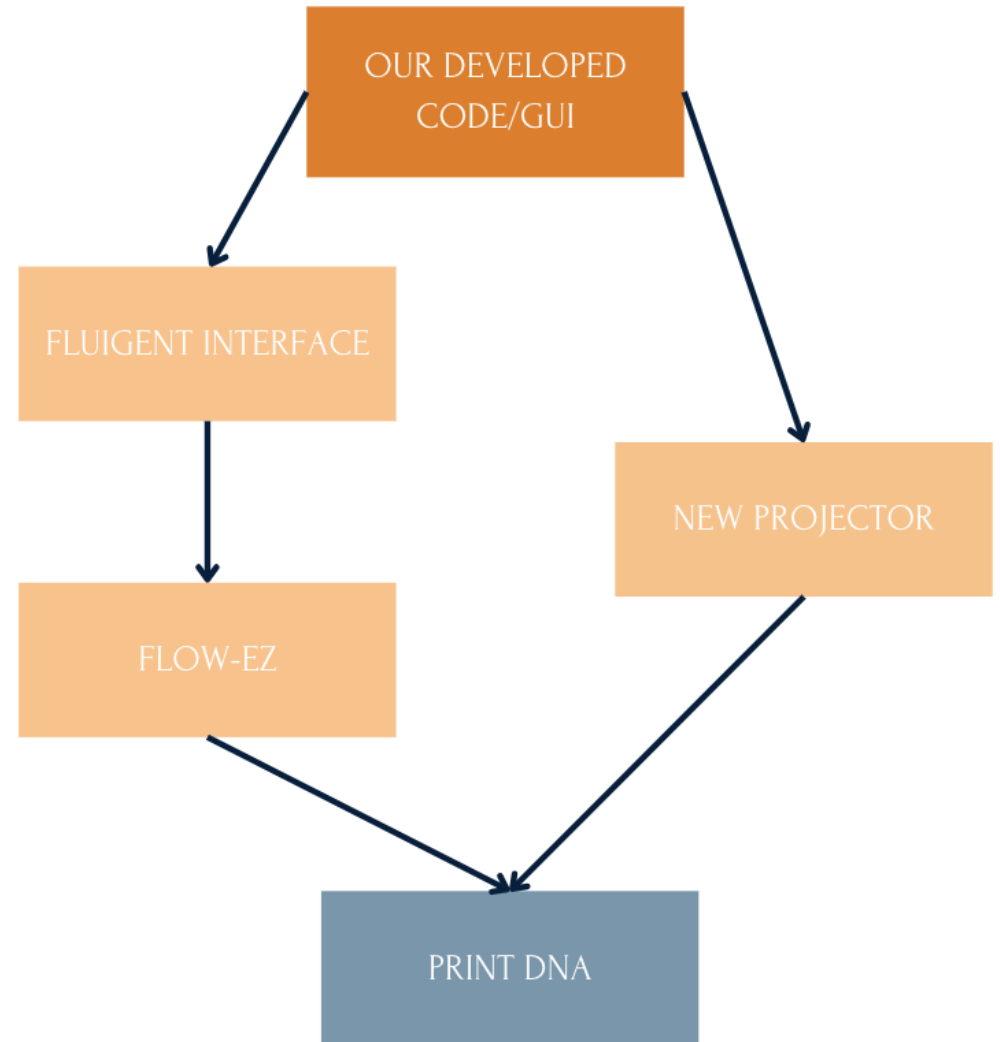 OUR DEVELOPED
CODE/GUI
FLUIGENT INTERFACE
NEW PROJECTOR
FLOW-EZ
PRINT DNA